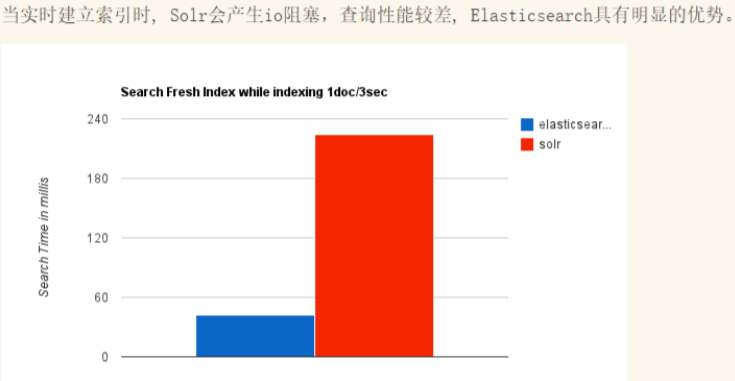 当实时建立索引时, Solr会产生io阻塞，查询性能较差, Elasticsearch具有明显的优势。
Search Fresh Index while indexing 1doc/3sec
240
elasticsear...
solr
180
Search Time in millis
120
60
0